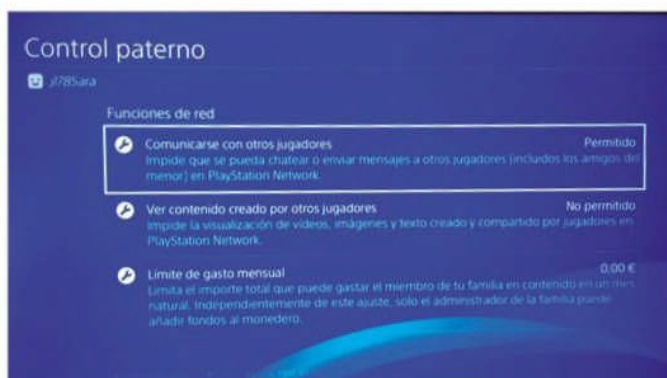 Control paterno
jl785ara
Funciones de red
Comunicarse con otros jugadores Permitido
Impide que se pueda chatear o enviar mensajes a otros jugadores (incluidos los amigos del
menor) en PlayStation Network.
Ver contenido creado por otros jugadores No permitido
Impide la visualización de vídeos, imágenes y texto creado y compartido por jugadores en
PlayStation Network.
Límite de gasto mensual 0,00 €
Limita el importe total que puede gastar el miembro de tu familia en contenido en un mes
natural. Independientemente de este ajuste, solo el administrador de la familia puede
añadir fondos al monedero.